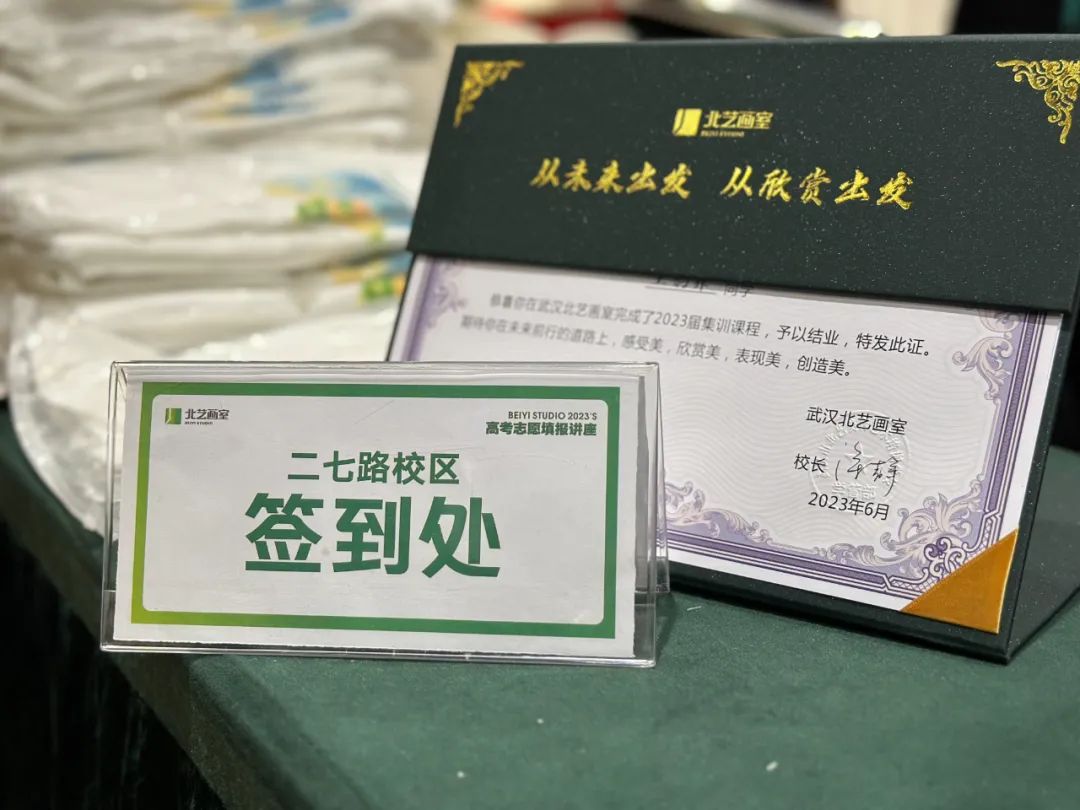 北艺画室
BEIYI STUDIO
从未来出发 从欣赏出发
同学
恭喜你在武汉北艺画室完成了2023届集训课程，予以结业，特发此证。
期待你在未来前行的道路上，感受美，欣赏美，表现美，创造美。
武汉北艺画室
校长
2023年6月
北艺画室
BEIYI STUDIO
BEIYI STUDIO 2023'S
高考志愿填报讲座
二七路校区
签到处